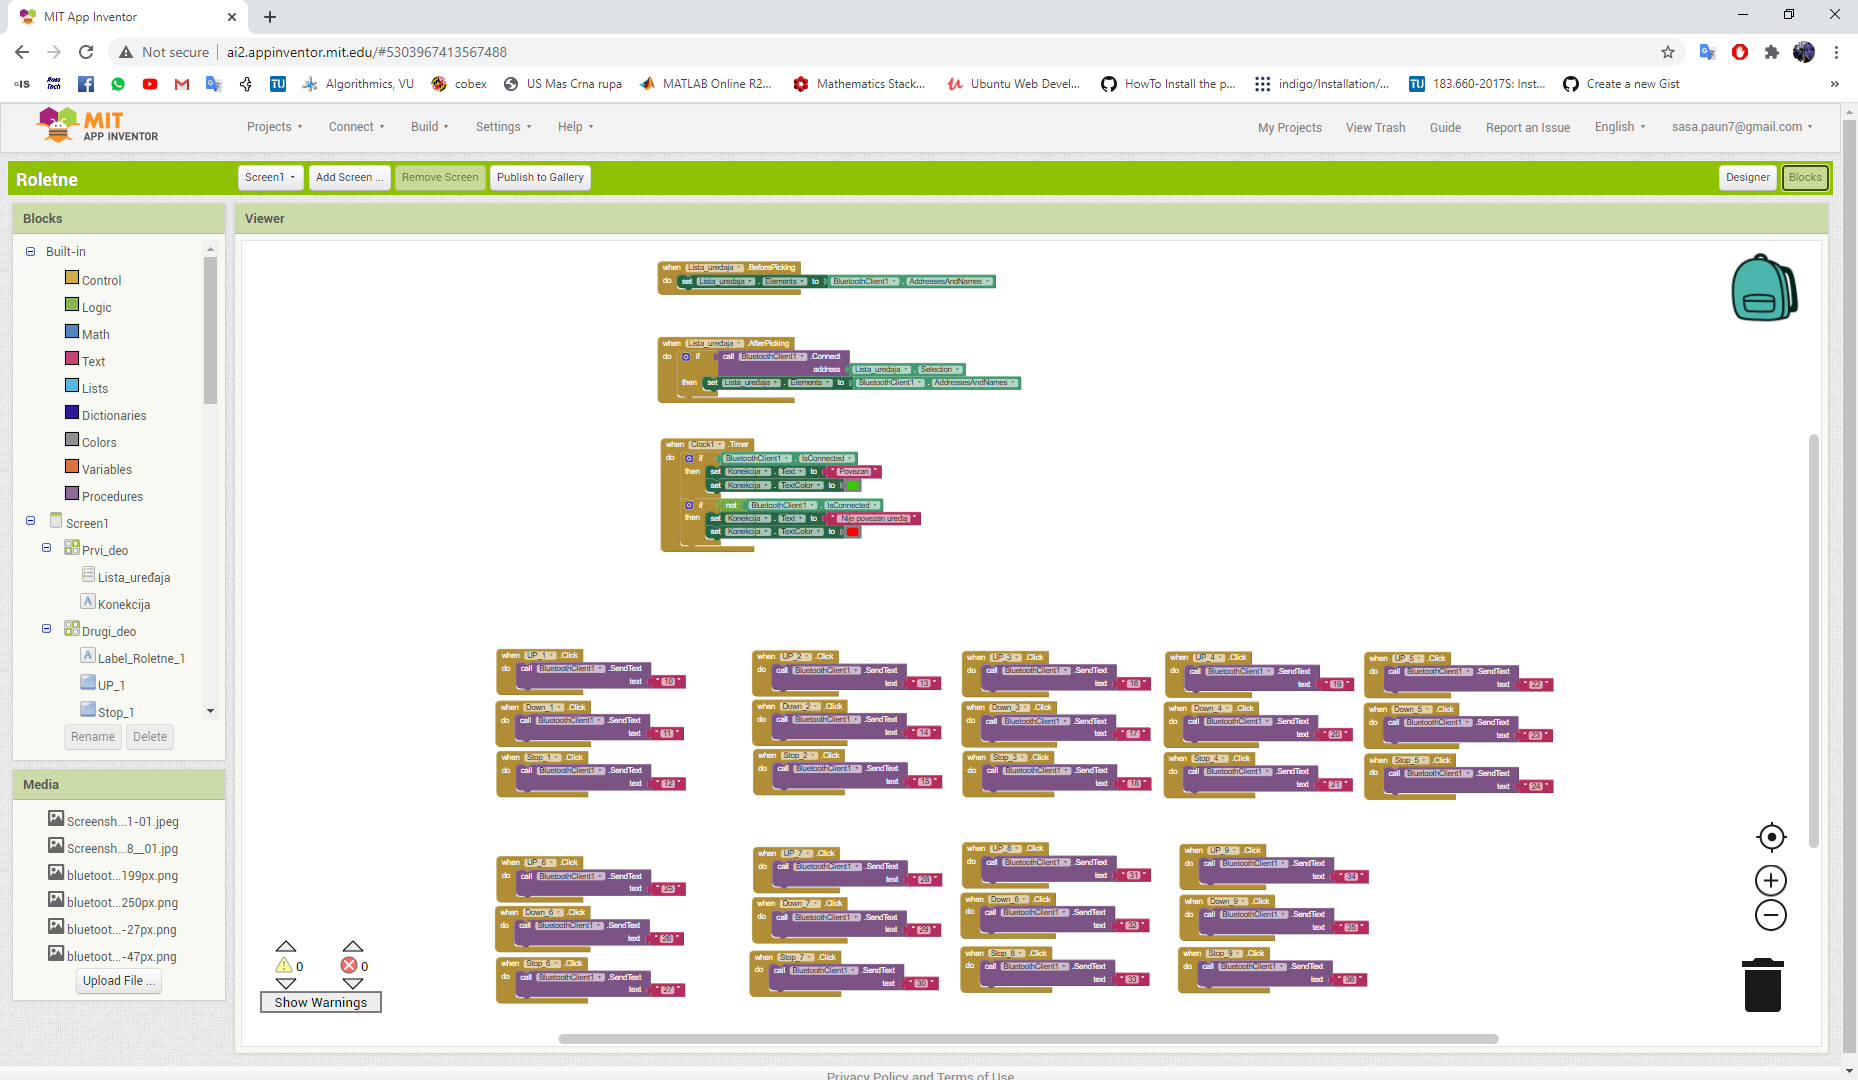 MIT App Inventor
Not secure
ai2.appinventor.mit.edu/#5303967413567488
GIS
Ross Tech
TU
Algorithmics, VU
cobex
US Mas Crna rupa
MATLAB Online R2...
Mathematics Stack...
Ubuntu Web Devel...
HowTo Install the p...
indigo/Installation/...
TU
183.660-2017S: Inst...
Create a new Gist
»
MIT
APP INVENTOR
Projects
Connect
Build
Settings
Help
My Projects
View Trash
Guide
Report an Issue
English
sasa.paun7@gmail.com
Roletne
Screen1
Add Screen ...
Remove Screen
Publish to Gallery
Designer
Blocks
Blocks
Built-in
Control
Logic
Math
Text
Lists
Dictionaries
Colors
Variables
Procedures
Screen1
Prvi_deo
Lista_uređaja
A Konekcija
Drugi_deo
A Label_Roletne_1
UP_1
Stop_1
Rename
Delete
Media
Screensh...1-01.jpeg
Screensh...8__01.jpg
bluetoot...199px.png
bluetoot...250px.png
bluetoot...-27px.png
bluetoot...-47px.png
Upload File ...
Viewer
when Lista_uređaja .BeforePicking
do set Lista_uređaja . Elements to BluetoothClient1 . AddressesAndNames
when Lista_uređaja .AfterPicking
do if call BluetoothClient1 .Connect
address Lista_uređaja . Selection
then set Lista_uređaja . Elements to BluetoothClient1 . AddressesAndNames
when Clock1 .Timer
do if BluetoothClient1 . IsConnected
then set Konekcija . Text to " Povezan "
set Konekcija . TextColor to
if not BluetoothClient1 . IsConnected
then set Konekcija . Text to " Nije povezan uređaj "
set Konekcija . TextColor to
when UP_1 .Click
do call BluetoothClient1 .SendText
text " 10 "
when Down_1 .Click
do call BluetoothClient1 .SendText
text " 11 "
when Stop_1 .Click
do call BluetoothClient1 .SendText
text " 12 "
when UP_2 .Click
do call BluetoothClient1 .SendText
text " 13 "
when Down_2 .Click
do call BluetoothClient1 .SendText
text " 14 "
when Stop_2 .Click
do call BluetoothClient1 .SendText
text " 15 "
when UP_3 .Click
do call BluetoothClient1 .SendText
text " 16 "
when Down_3 .Click
do call BluetoothClient1 .SendText
text " 17 "
when Stop_3 .Click
do call BluetoothClient1 .SendText
text " 18 "
when UP_4 .Click
do call BluetoothClient1 .SendText
text " 19 "
when Down_4 .Click
do call BluetoothClient1 .SendText
text " 20 "
when Stop_4 .Click
do call BluetoothClient1 .SendText
text " 21 "
when UP_5 .Click
do call BluetoothClient1 .SendText
text " 22 "
when Down_5 .Click
do call BluetoothClient1 .SendText
text " 23 "
when Stop_5 .Click
do call BluetoothClient1 .SendText
text " 24 "
when UP_6 .Click
do call BluetoothClient1 .SendText
text " 25 "
when Down_6 .Click
do call BluetoothClient1 .SendText
text " 26 "
when Stop_6 .Click
do call BluetoothClient1 .SendText
text " 27 "
when UP_7 .Click
do call BluetoothClient1 .SendText
text " 28 "
when Down_7 .Click
do call BluetoothClient1 .SendText
text " 29 "
when Stop_7 .Click
do call BluetoothClient1 .SendText
text " 30 "
when UP_8 .Click
do call BluetoothClient1 .SendText
text " 31 "
when Down_8 .Click
do call BluetoothClient1 .SendText
text " 32 "
when Stop_8 .Click
do call BluetoothClient1 .SendText
text " 33 "
when UP_9 .Click
do call BluetoothClient1 .SendText
text " 34 "
when Down_9 .Click
do call BluetoothClient1 .SendText
text " 35 "
when Stop_9 .Click
do call BluetoothClient1 .SendText
text " 36 "
0
0
Show Warnings
Privacy Policy and Terms of Use